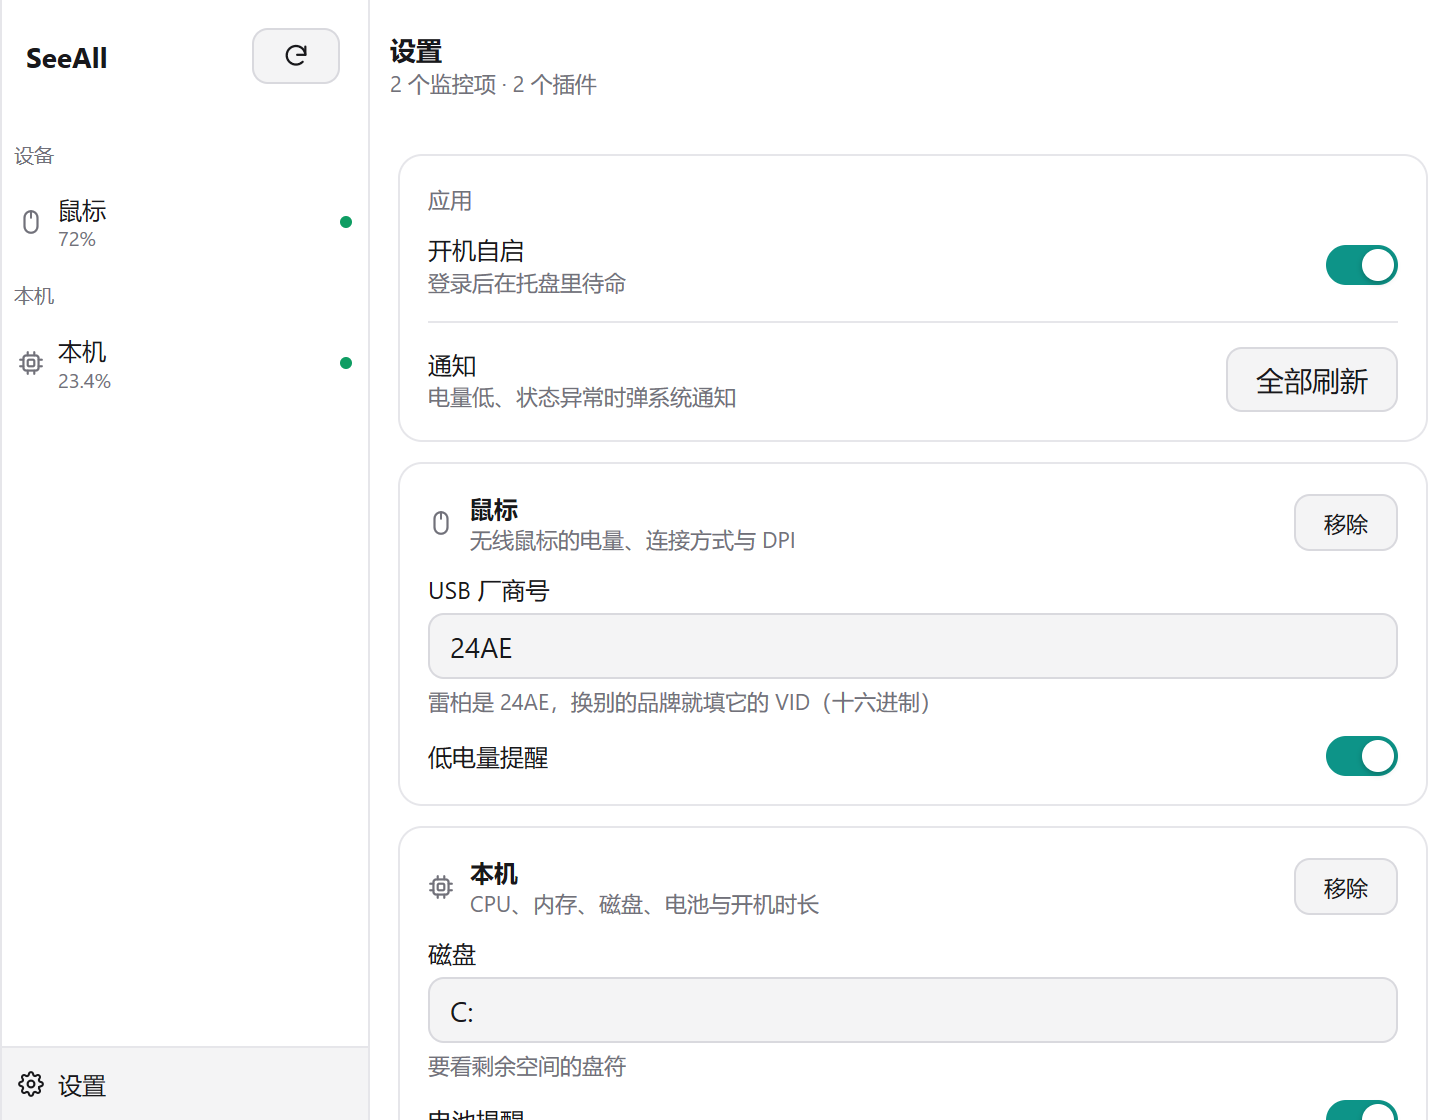 SeeAll
设备
鼠标
72%
本机
本机
23.4%
设置
设置
2 个监控项 · 2 个插件
应用
开机自启
登录后在托盘里待命
通知
电量低、状态异常时弹系统通知
全部刷新
鼠标
无线鼠标的电量、连接方式与 DPI
移除
USB 厂商号
24AE
雷柏是 24AE，换别的品牌就填它的 VID（十六进制）
低电量提醒
本机
CPU、内存、磁盘、电池与开机时长
移除
磁盘
C:
要看剩余空间的盘符
电池提醒